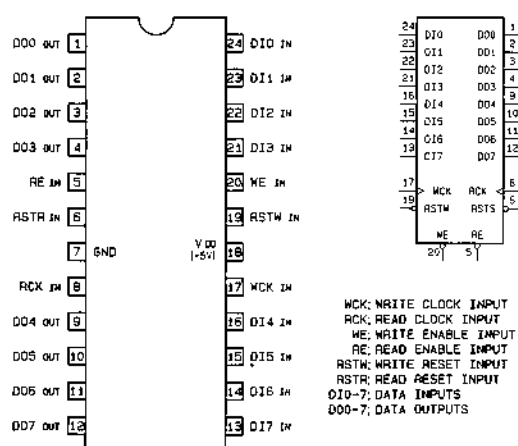 DO0 OUT 1 24 DI0 IN
DO1 OUT 2 23 DI1 IN
DO2 OUT 3 22 DI2 IN
DO3 OUT 4 21 DI3 IN
RE IN 5 20 WE IN
RSTR IN 6 19 RSTW IN
7 GND VDD (+5V) 18
RCK IN 8 17 WCK IN
DO4 OUT 9 16 DI4 IN
DO5 OUT 10 15 DI5 IN
DO6 OUT 11 14 DI6 IN
DO7 OUT 12 13 DI7 IN
24 DI0 DO0 1
23 DI1 DO1 2
22 DI2 DO2 3
21 DI3 DO3 4
16 DI4 DO4 9
15 DI5 DO5 10
14 DI6 DO6 11
13 DI7 DO7 12
17 WCK RCK 8
19 RSTW RSTS 6
WE RE
20 5
WCK; WRITE CLOCK INPUT
RCK; READ CLOCK INPUT
WE; WRITE ENABLE INPUT
RE; READ ENABLE INPUT
RSTW; WRITE RESET INPUT
RSTR; READ RESET INPUT
DI0-7; DATA INPUTS
DO0-7; DATA OUTPUTS